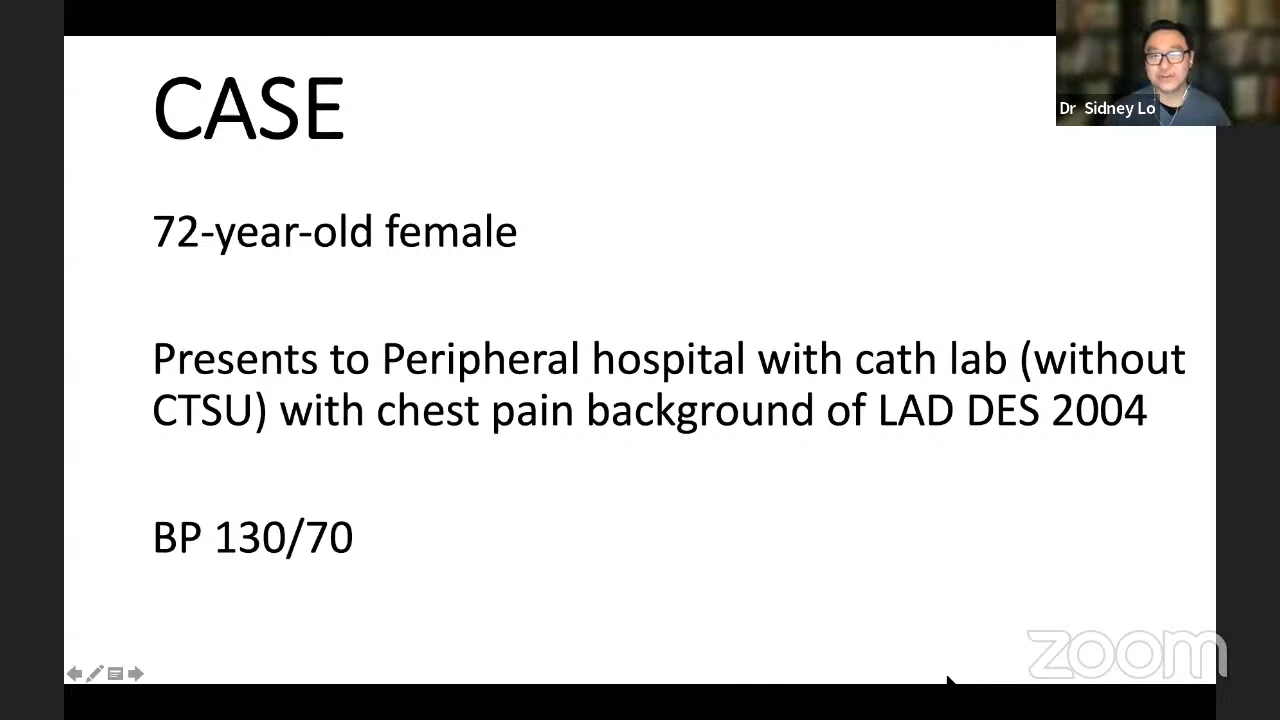 Dr Sidney Lo
CASE
72-year-old female
Presents to Peripheral hospital with cath lab (without
CTSU) with chest pain background of LAD DES 2004
BP 130/70
zoom